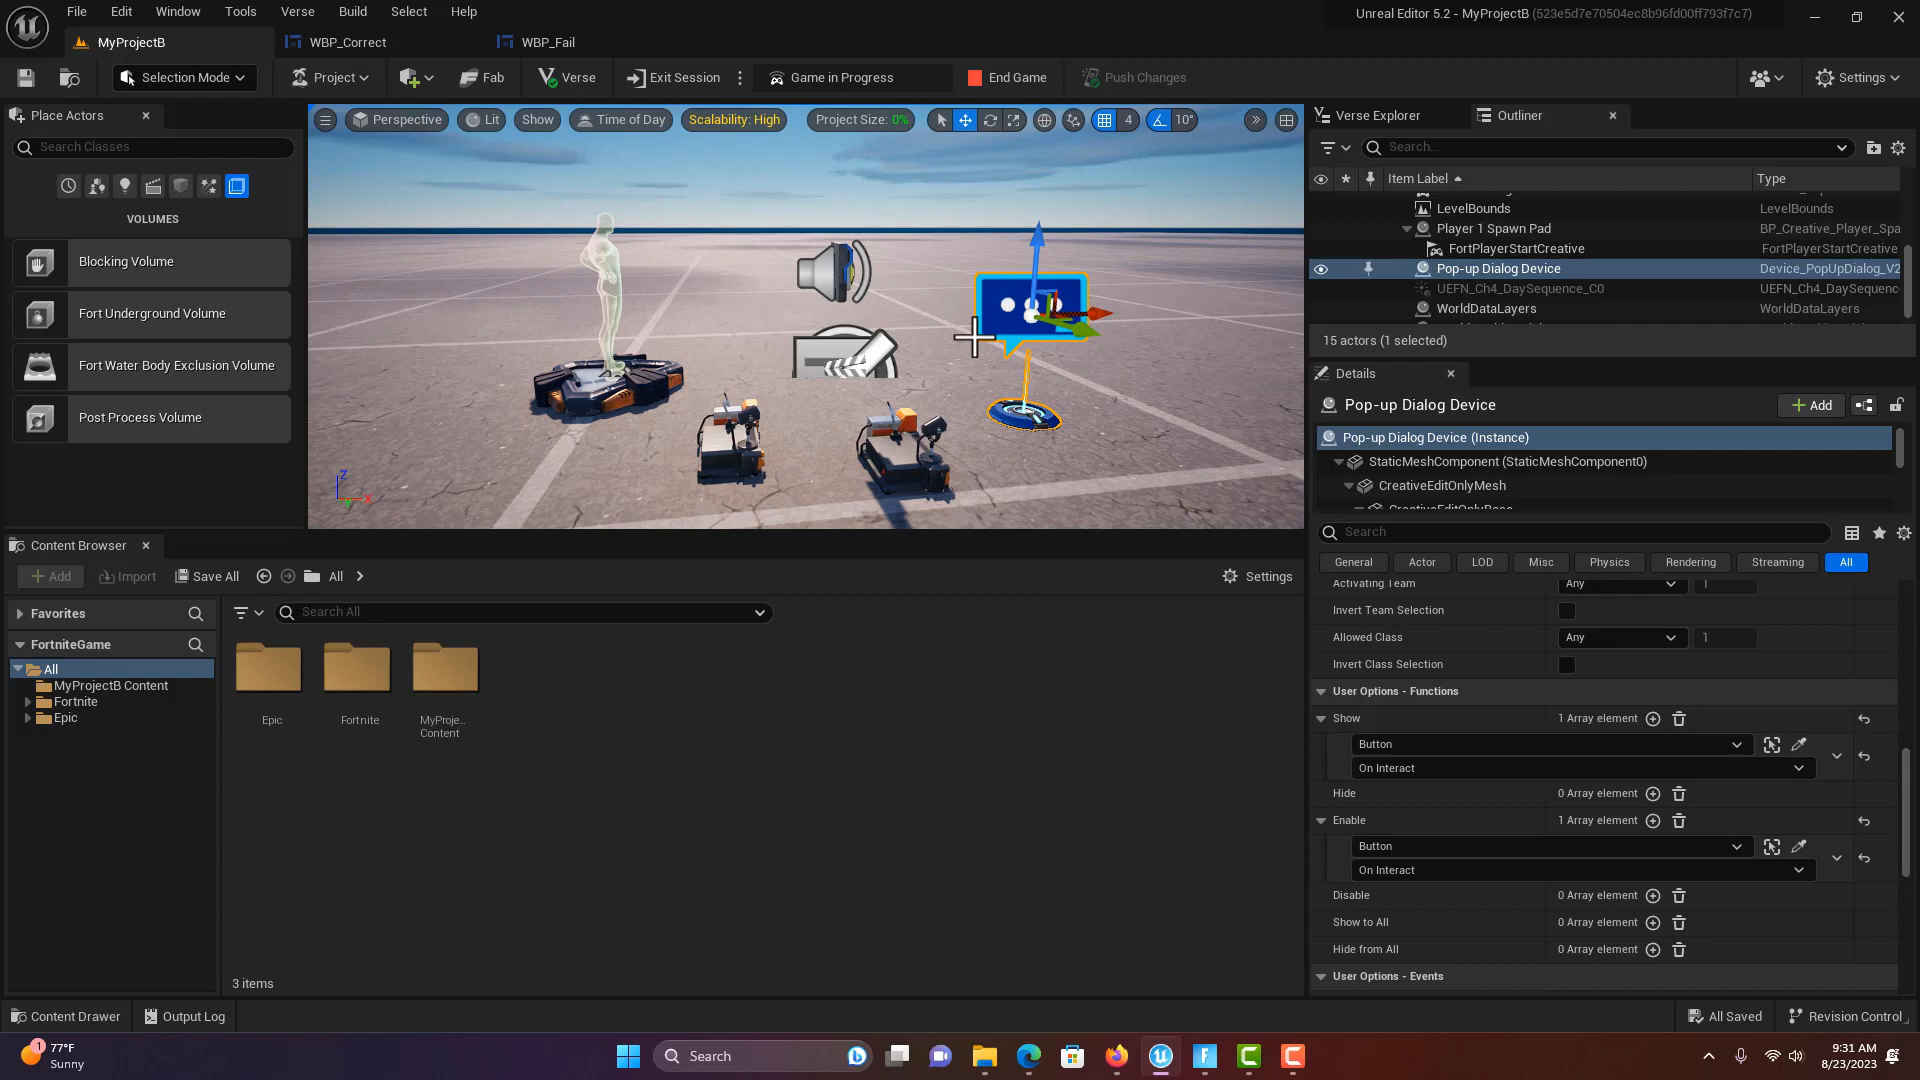 File Edit Window Tools Verse Build Select Help
Unreal Editor 5.2 - MyProjectB (523e5d7e70504ec8b96fd00ff793f7c7)
MyProjectB WBP_Correct WBP_Fail
Selection Mode Project Fab Verse Exit Session Game in Progress End Game Push Changes Settings
Place Actors
Search Classes
VOLUMES
Blocking Volume
Fort Underground Volume
Fort Water Body Exclusion Volume
Post Process Volume
Perspective Lit Show Time of Day Scalability: High Project Size: 0% 4 10°
Z
X
Verse Explorer Outliner
Search...
Item Label Type
LevelBounds LevelBounds
Player 1 Spawn Pad BP_Creative_Player_Spa
FortPlayerStartCreative FortPlayerStartCreative
Pop-up Dialog Device Device_PopUpDialog_V2
UEFN_Ch4_DaySequence_C0 UEFN_Ch4_DaySequence
WorldDataLayers WorldDataLayers
15 actors (1 selected)
Details
Pop-up Dialog Device Add
Pop-up Dialog Device (Instance)
StaticMeshComponent (StaticMeshComponent0)
CreativeEditOnlyMesh
CreativeEditOnlyBase
Search
General Actor LOD Misc Physics Rendering Streaming All
Activating Team Any 1
Invert Team Selection
Allowed Class Any 1
Invert Class Selection
User Options - Functions
Show 1 Array element
Button
On Interact
Hide 0 Array element
Enable 1 Array element
Button
On Interact
Disable 0 Array element
Show to All 0 Array element
Hide from All 0 Array element
User Options - Events
Content Browser
Add Import Save All All Settings
Favorites
FortniteGame
All
MyProjectB Content
Fortnite
Epic
Search All
Epic Fortnite MyProje...
Content
3 items
Content Drawer Output Log All Saved Revision Control
1
77°F
Sunny
Search
9:31 AM
8/23/2023